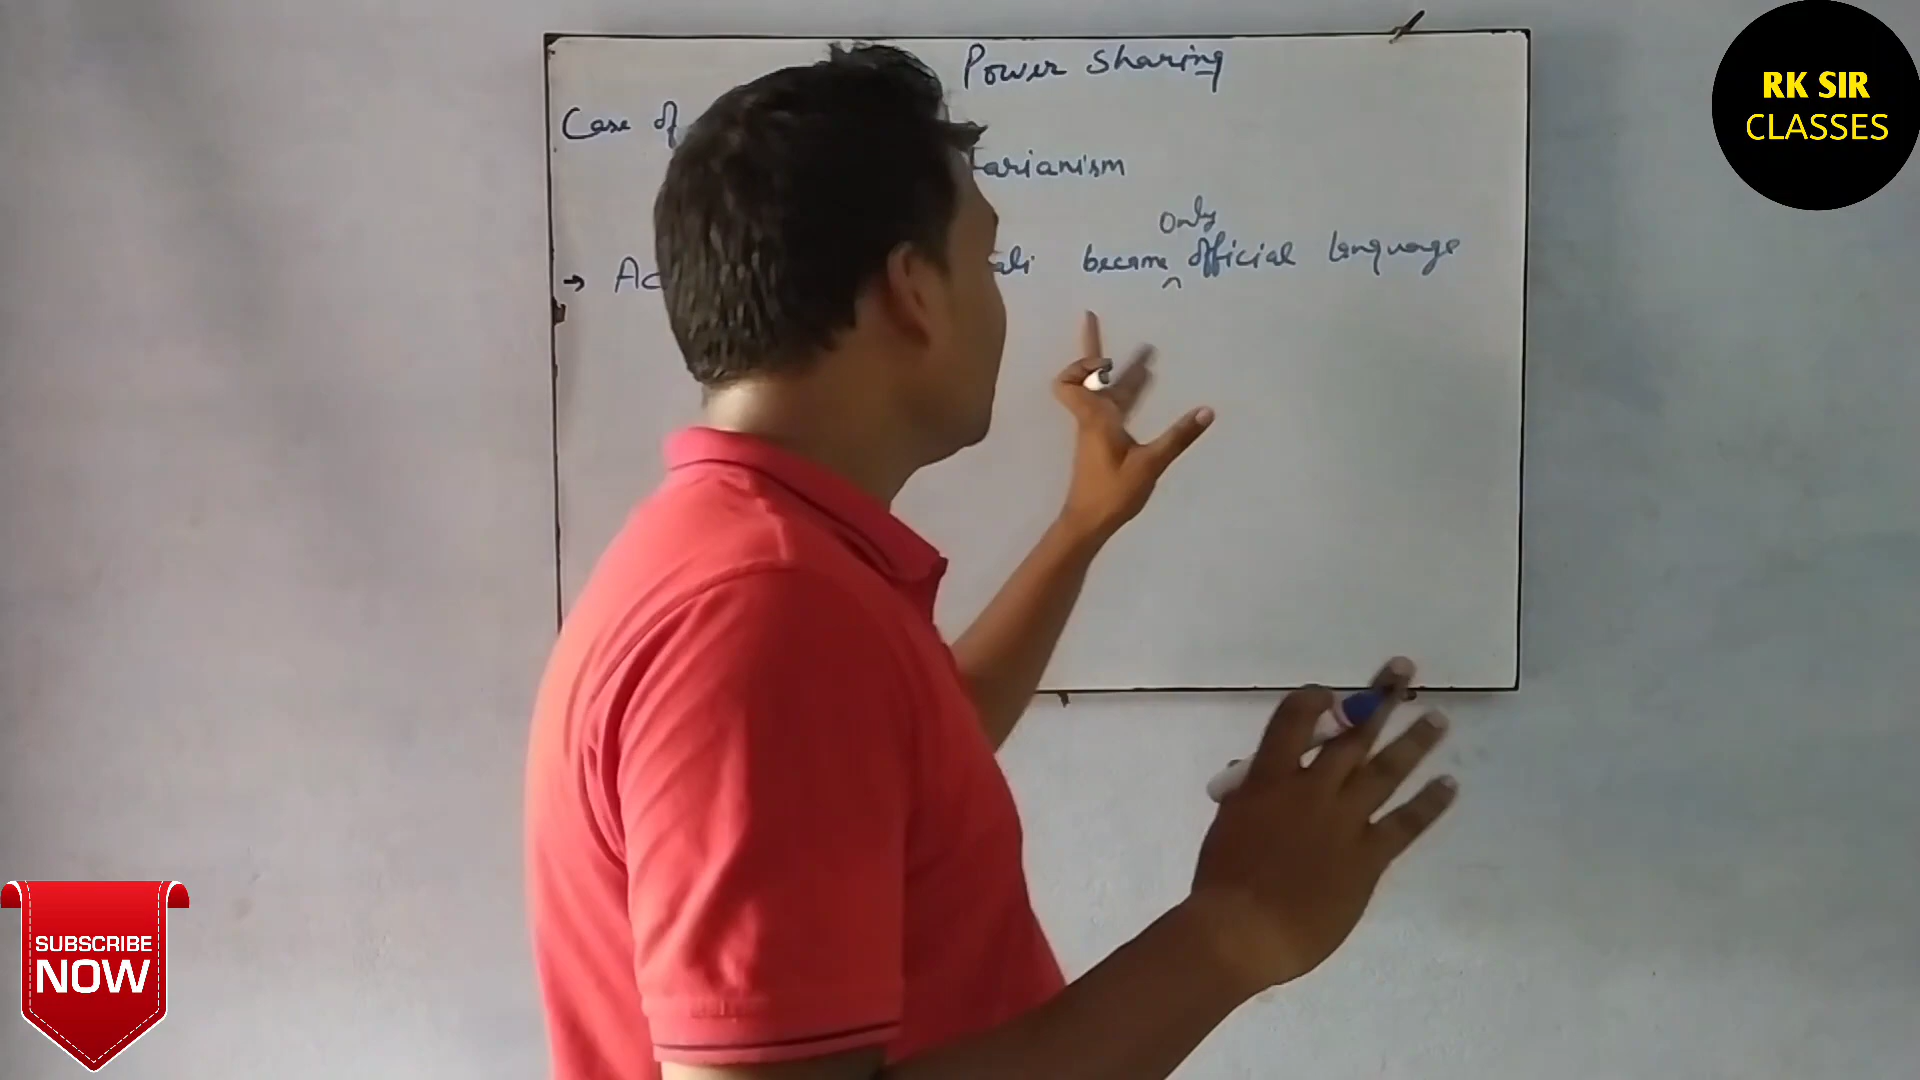 Power Sharing
Case of
tarianism
Only
→ Ac ali became ^ official language
RK SIR
CLASSES
SUBSCRIBE
NOW